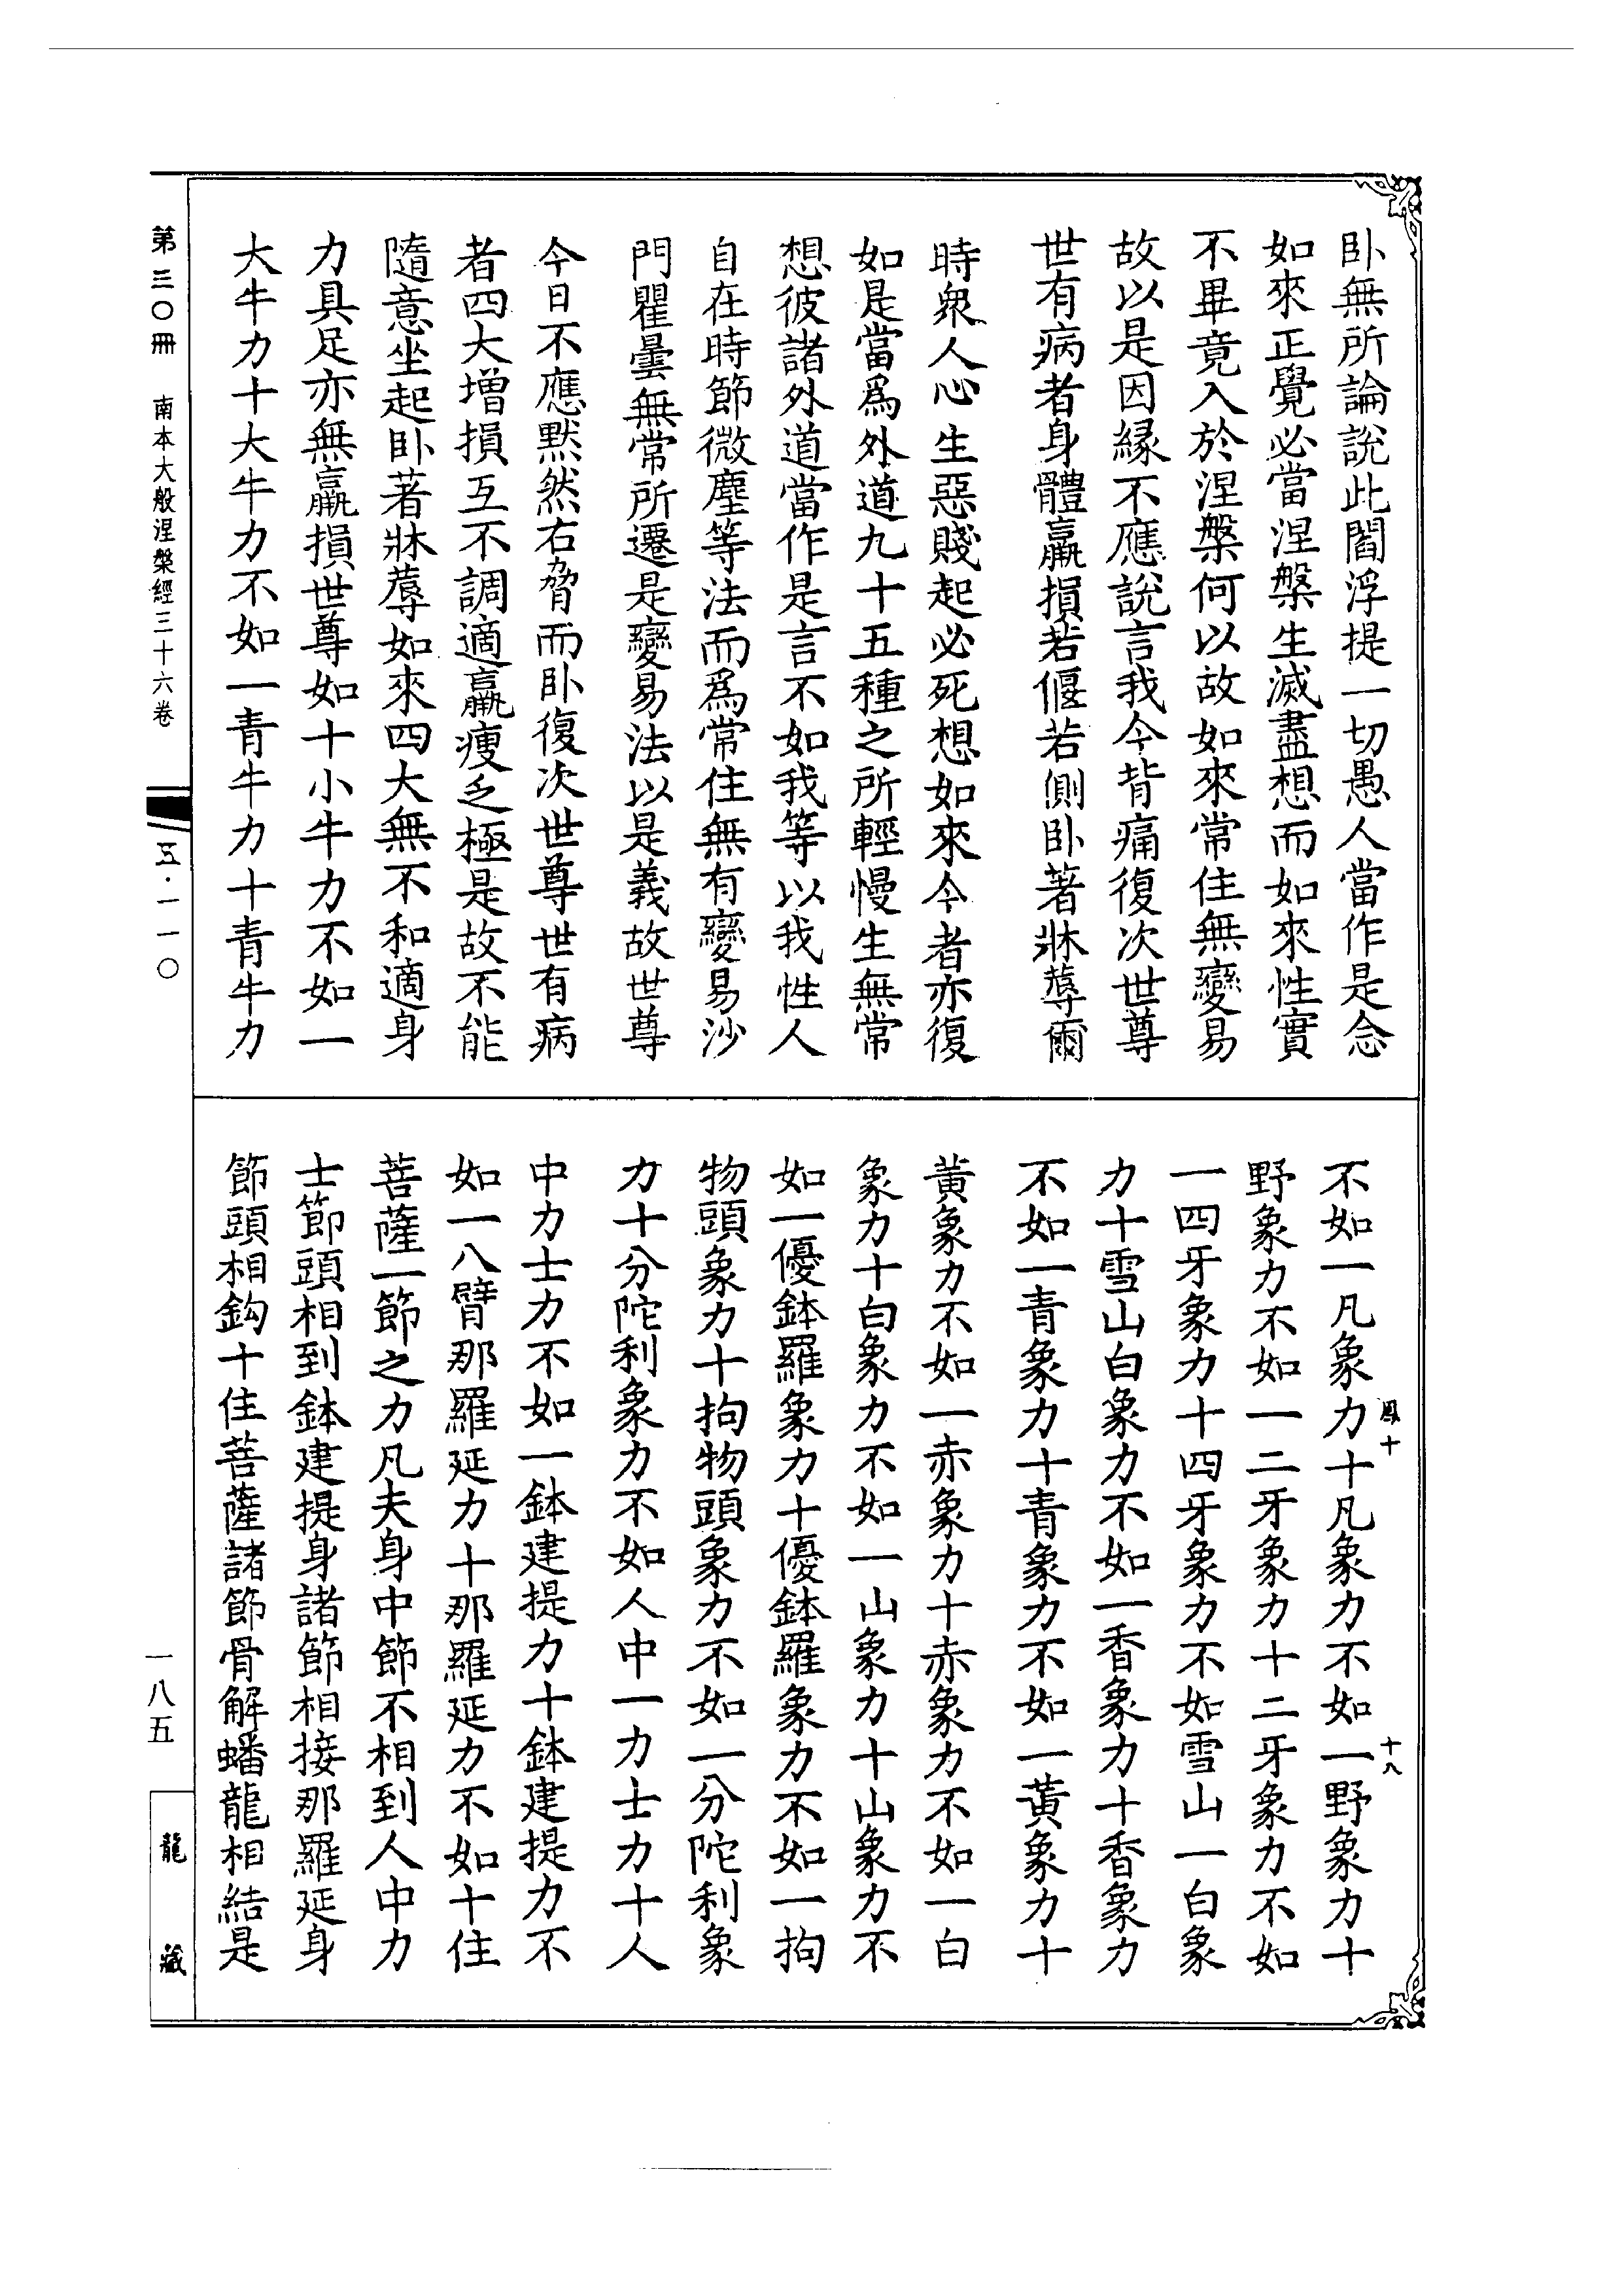 卧無所論說此閻浮提一切愚人當作是念
如來正覺必當涅槃生滅盡想而如來性實
不畢竟入於涅槃何以故如來常住無變易
故以是因緣不應說言我今背痛復次世尊
世有病者身體羸損若偃若側卧著牀蓐爾
時衆人心生惡賤起必死想如來今者亦復
如是當爲外道九十五種之所輕慢生無常
想彼諸外道當作是言不如我等以我性人
自在時節微塵等法而爲常住無有變易沙
門瞿曇無常所遷是變易法以是義故世尊
今日不應默然右脅而卧復次世尊世有病
者四大增損互不調適羸瘦乏極是故不能
隨意坐起卧著牀蓐如來四大無不和適身
力具足亦無羸損世尊如十小牛力不如一
大牛力十大牛力不如一青牛力十青牛力
不如一凡象力十凡象力不如一野象力十
野象力不如一二牙象力十二牙象力不如
一四牙象力十四牙象力不如雪山一白象
力十雪山白象力不如一香象力十香象力
不如一青象力十青象力不如一黃象力十
黃象力不如一赤象力十赤象力不如一白
象力十白象力不如一山象力十山象力不
如一優鉢羅象力十優鉢羅象力不如一拘
物頭象力十拘物頭象力不如一分陀利象
力十分陀利象力不如人中一力士力十人
中力士力不如一鉢建提力十鉢建提力不
如一八臂那羅延力十那羅延力不如十住
菩薩一節之力凡夫身中節不相到人中力
士節頭相到鉢建提身諸節相接那羅延身
節頭相鈎十住菩薩諸節骨解蟠龍相結是
鳳十
十八
第三〇冊 南本大般涅槃經三十六卷
五·一一〇
一八五
龍藏